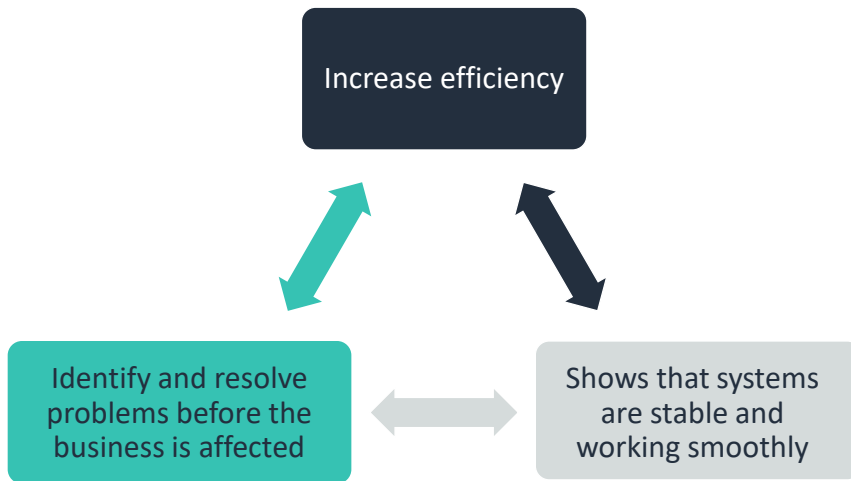 Increase efficiency
Identify and resolve
problems before the
business is affected
Shows that systems
are stable and
working smoothly